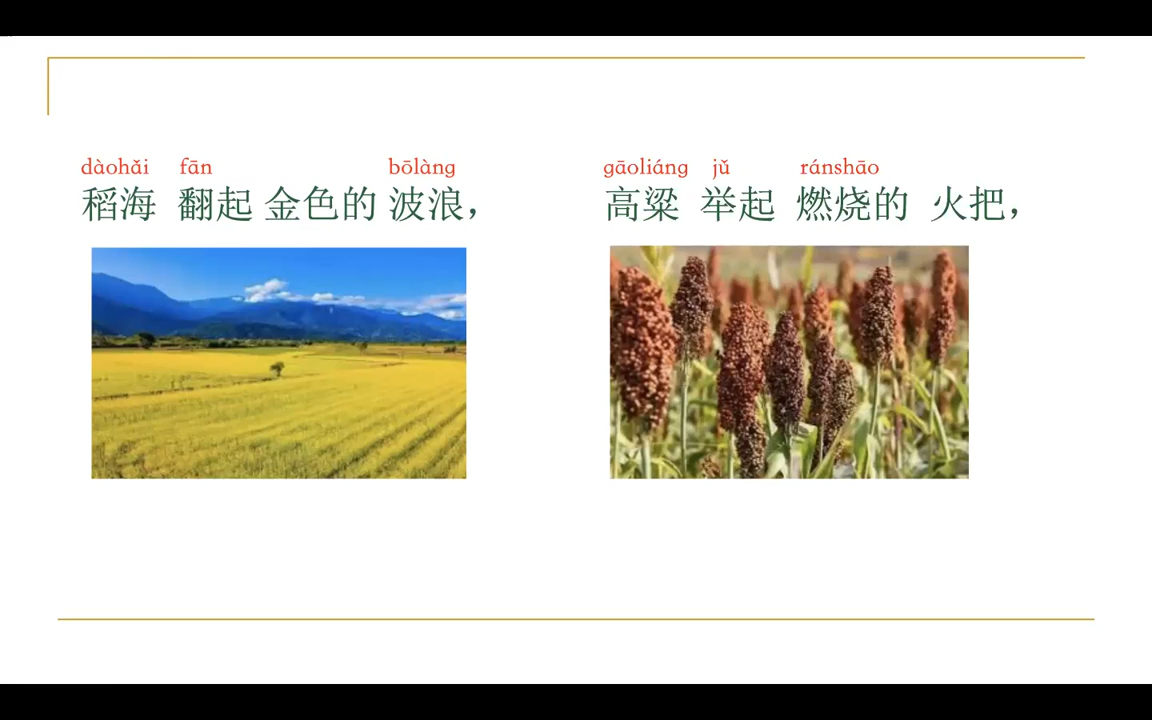 dàohǎi fān bōlàng
稻海 翻起 金色的 波浪，
gāoliáng jǔ ránshāo
高粱 举起 燃烧的 火把，